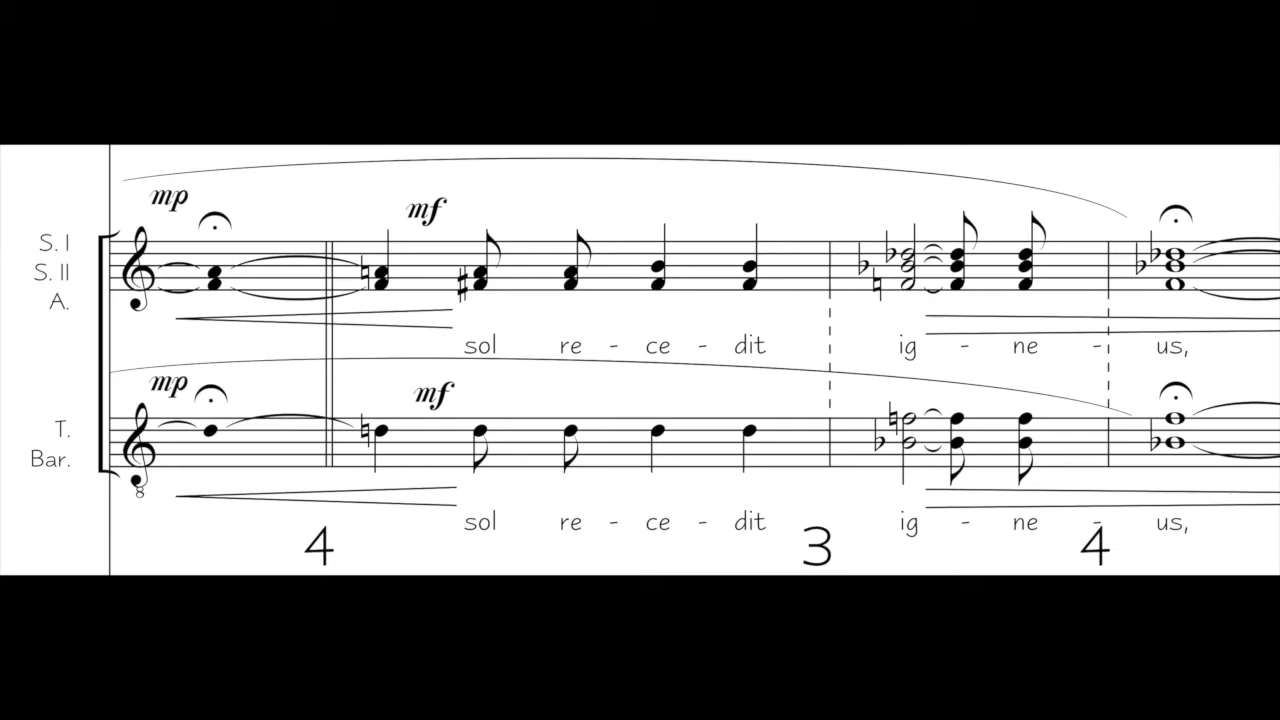 mp
mf
S. I
S. II
A.
sol re - ce - dit ig - ne - us,
mp
mf
T.
Bar.
8
sol re - ce - dit ig - ne - us,
4 3 4